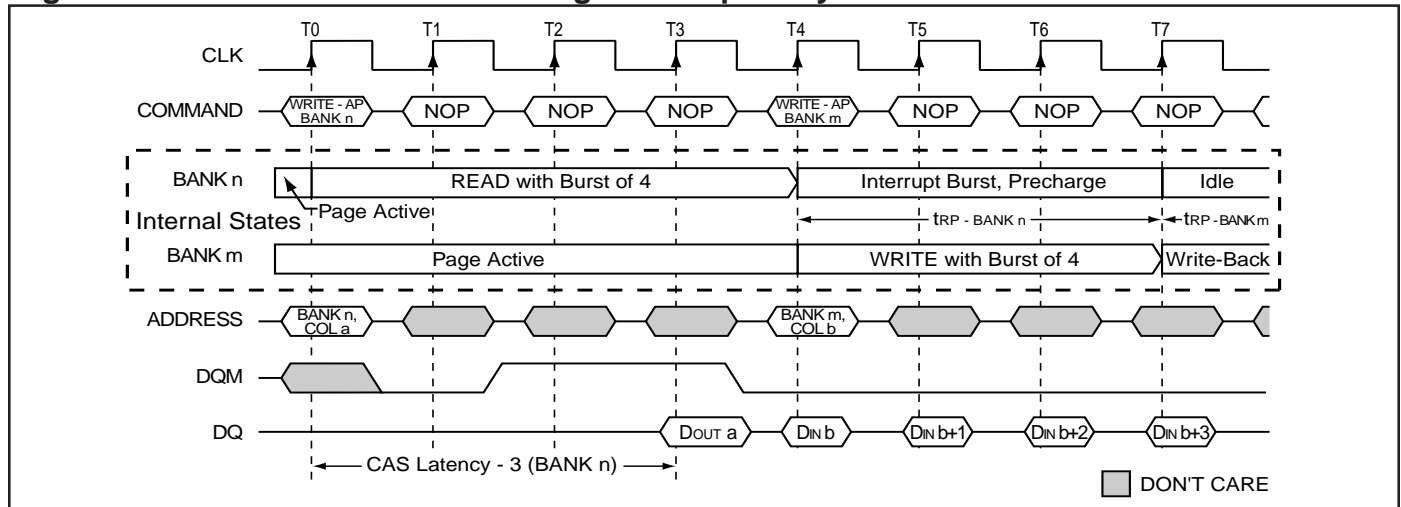 T0 T1 T2 T3 T4 T5 T6 T7
CLK
COMMAND WRITE - AP BANK n NOP NOP NOP WRITE - AP BANK m NOP NOP NOP
BANK n READ with Burst of 4 Interrupt Burst, Precharge Idle
Internal States Page Active tRP - BANK n tRP - BANK m
BANK m Page Active WRITE with Burst of 4 Write-Back
ADDRESS BANK n, COL a BANK m, COL b
DQM
DQ DOUT a DIN b DIN b+1 DIN b+2 DIN b+3
CAS Latency - 3 (BANK n)
DON'T CARE